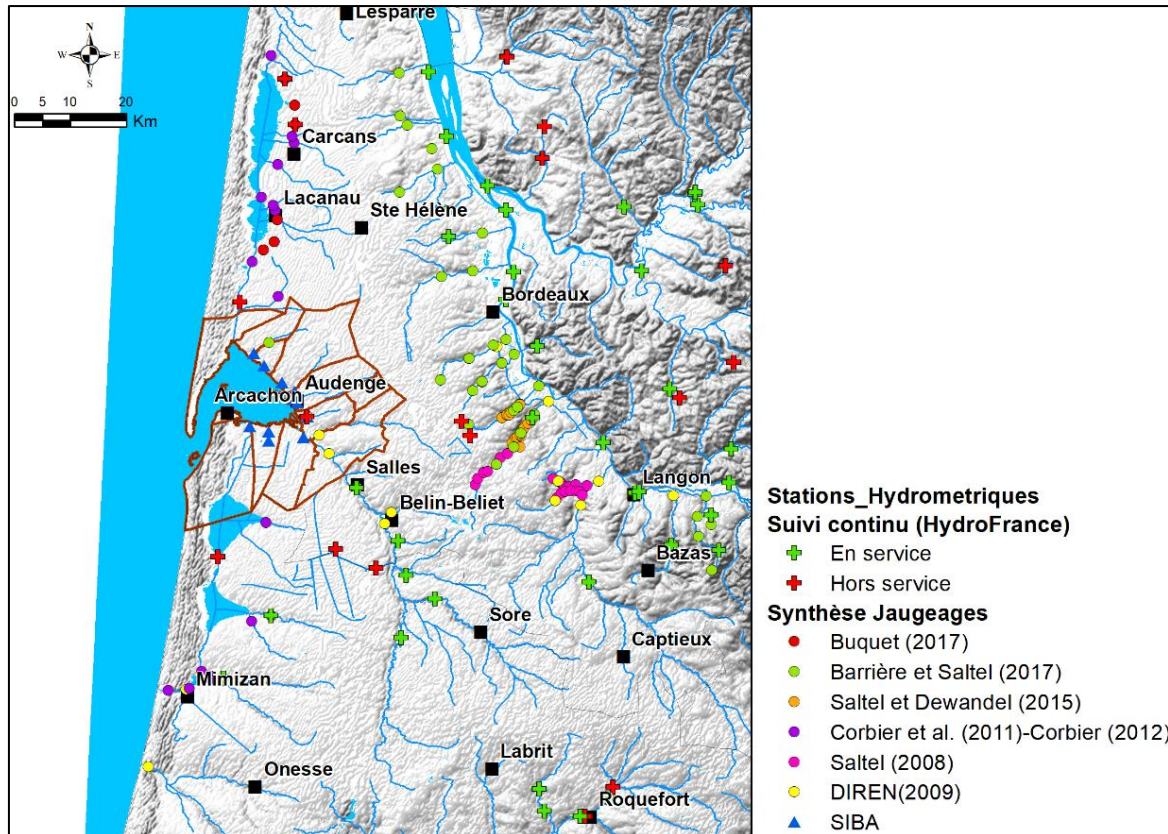 Lesparre
N
W E
S
0 5 10 20
Km
Carcans
Lacanau
Ste Hélène
Bordeaux
Audenge
Arcachon
Salles
Langon
Belin-Beliet
Bazas
Sore
Captieux
Mimizan
Labrit
Onesse
Roquefort
Stations_Hydrometriques
Suivi continu (HydroFrance)
En service
Hors service
Synthèse Jaugeages
Buquet (2017)
Barrière et Saltel (2017)
Saltel et Dewandel (2015)
Corbier et al. (2011)-Corbier (2012)
Saltel (2008)
DIREN(2009)
SIBA